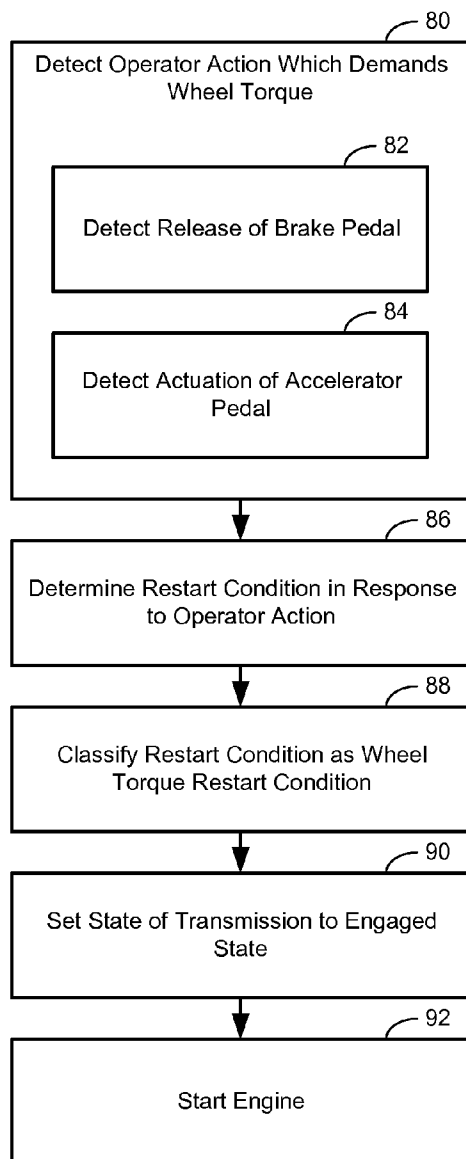 80
Detect Operator Action Which Demands
Wheel Torque
82
Detect Release of Brake Pedal
84
Detect Actuation of Accelerator
Pedal
86
Determine Restart Condition in Response
to Operator Action
88
Classify Restart Condition as Wheel
Torque Restart Condition
90
Set State of Transmission to Engaged
State
92
Start Engine